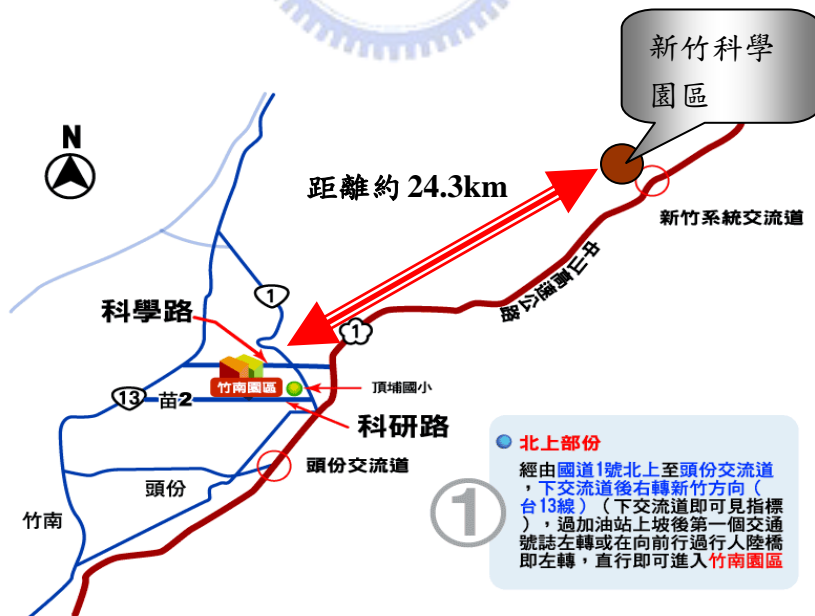 新竹科學
園區
N
距離約 24.3km
新竹系統交流道
中山高速公路
1
科學路
1
竹南園區
頂埔國小
13
苗2
科研路
頭份交流道
頭份
竹南
1
北上部份
經由國道1號北上至頭份交流道
，下交流道後右轉新竹方向（
台13線）（下交流道即可見指標
），過加油站上坡後第一個交通
號誌左轉或在向前行過行人陸橋
即左轉，直行即可進入竹南園區